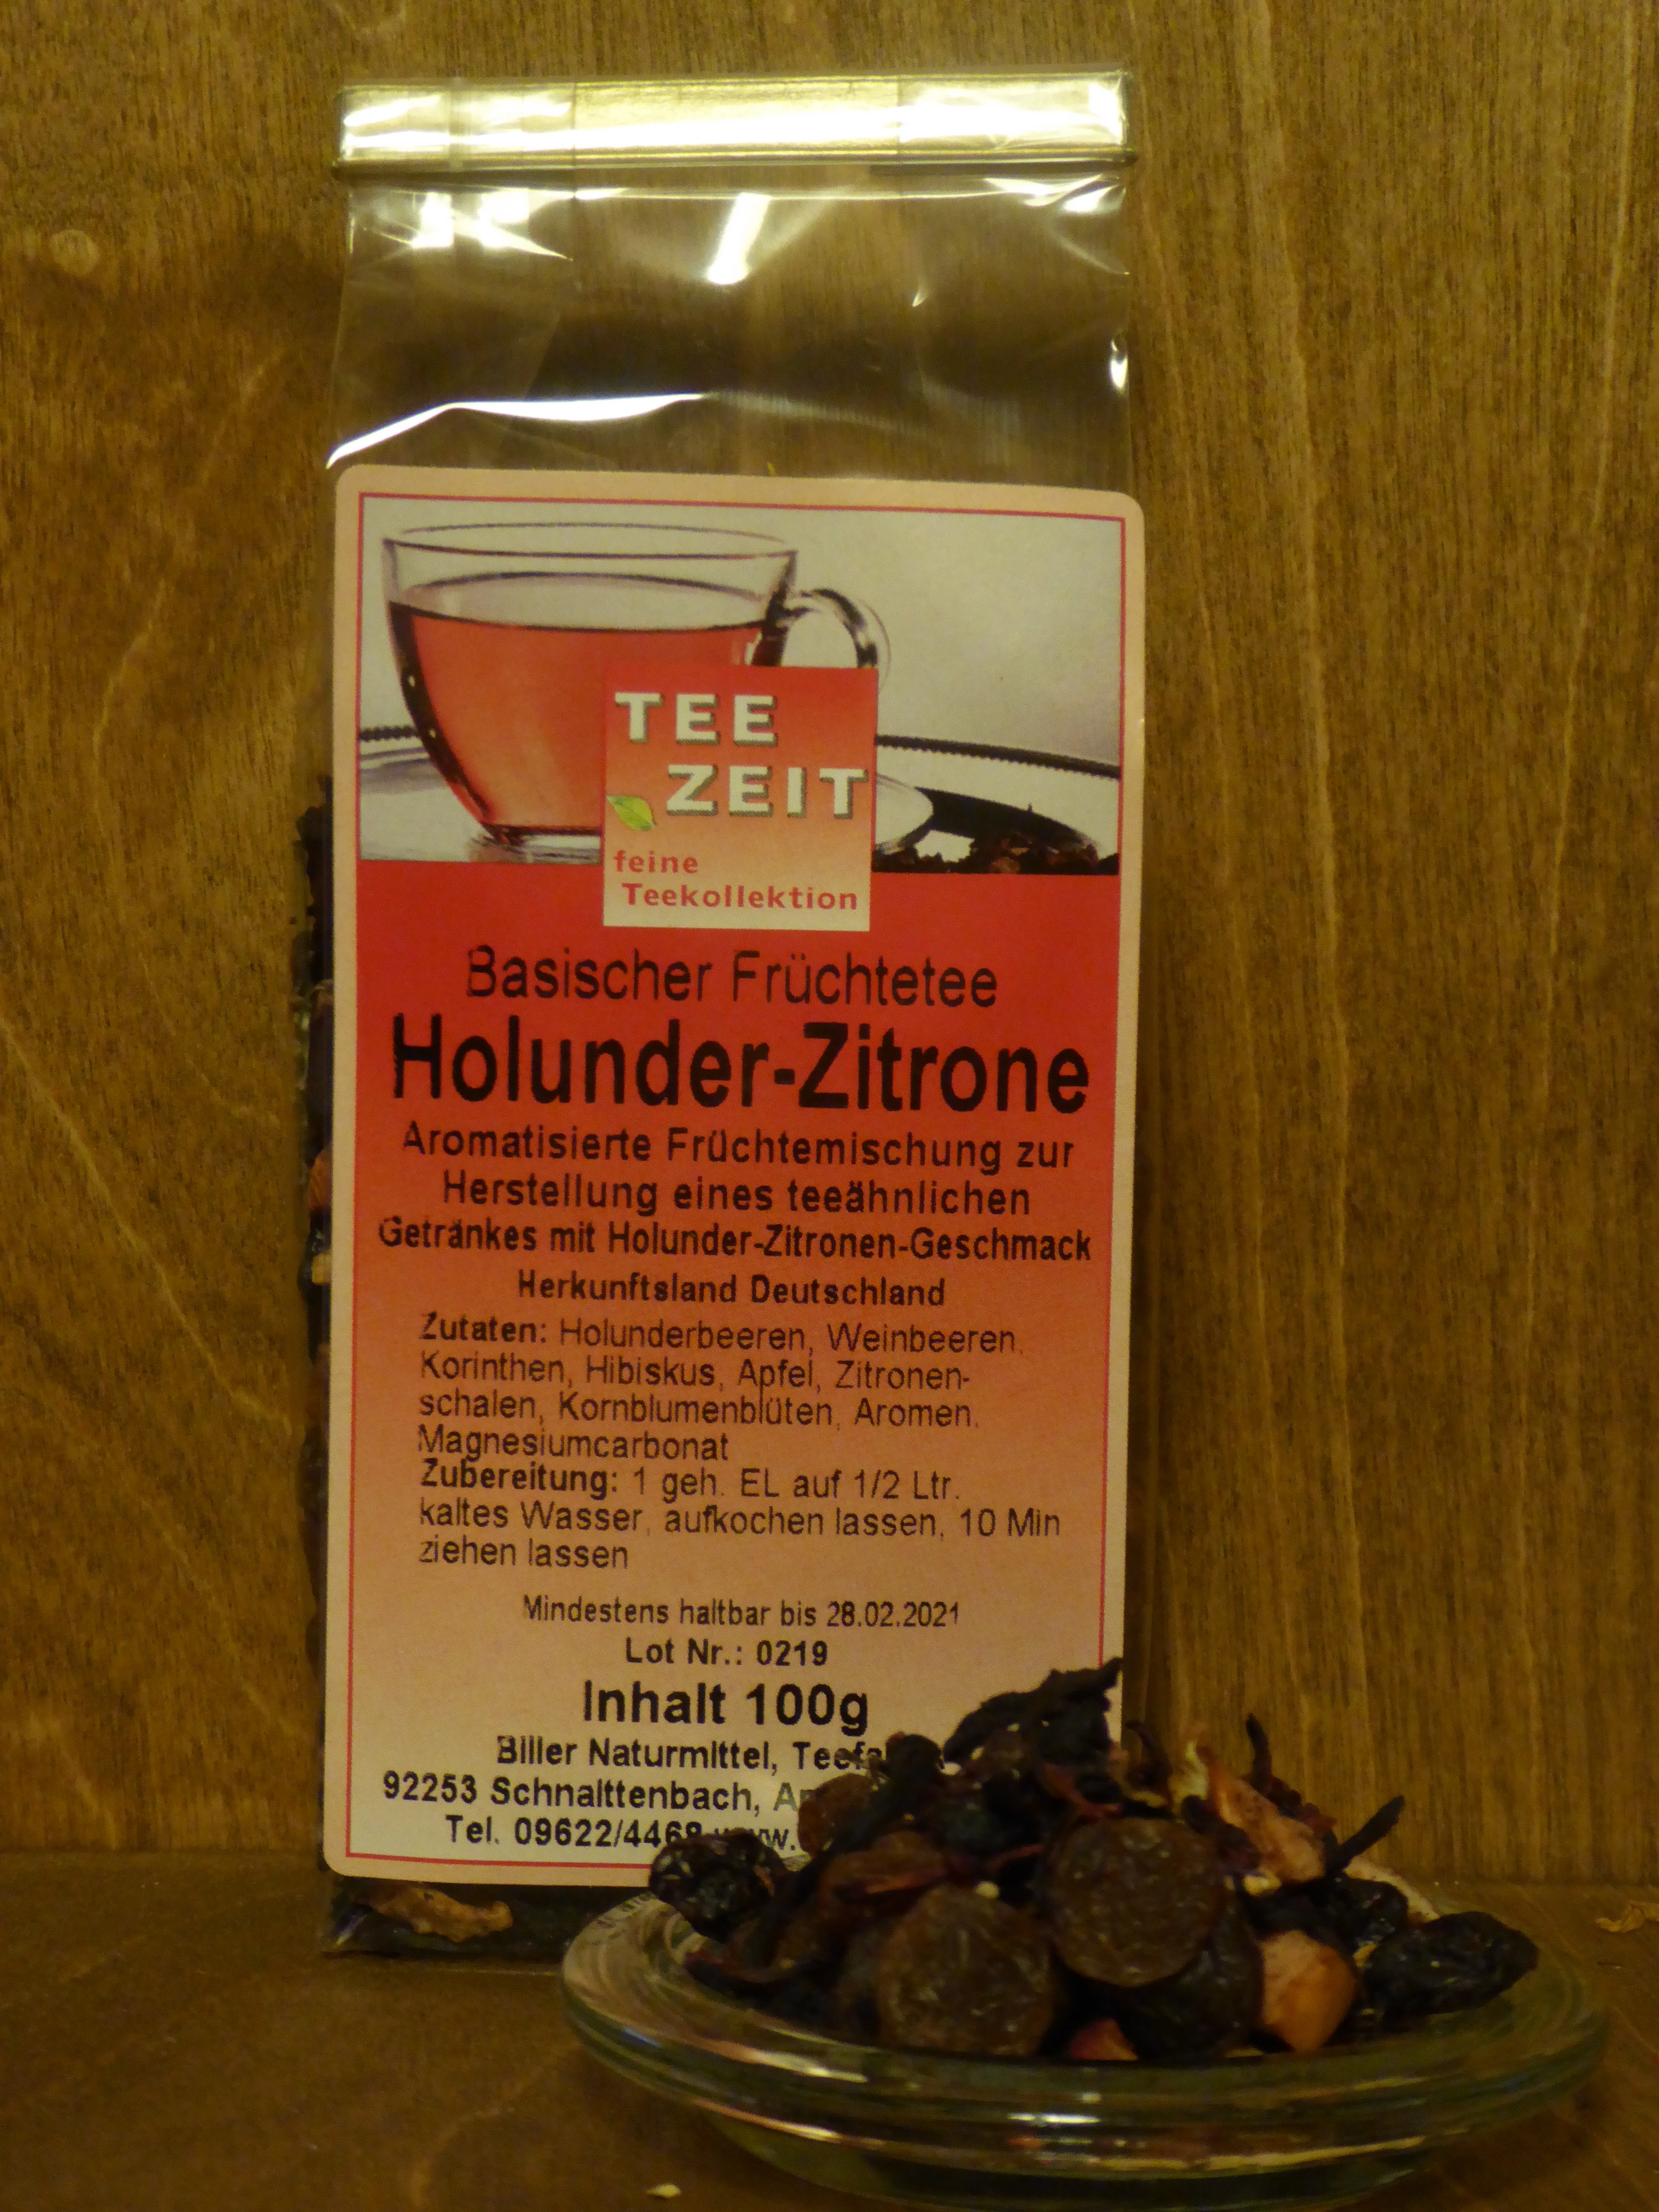 TEE
ZEIT
feine
Teekollektion
Basischer Früchtetee
Holunder-Zitrone
Aromatisierte Früchtemischung zur
Herstellung eines teeähnlichen
Getränkes mit Holunder-Zitronen-Geschmack
Herkunftsland Deutschland
Zutaten: Holunderbeeren, Weinbeeren,
Korinthen, Hibiskus, Apfel, Zitronen-
schalen, Kornblumenblüten, Aromen,
Magnesiumcarbonat
Zubereitung: 1 geh. EL auf 1/2 Ltr.
kaltes Wasser, aufkochen lassen, 10 Min
ziehen lassen
Mindestens haltbar bis 28.02.2021
Lot Nr.: 0219
Inhalt 100g
Biller Naturmittel,
92253 Schnalttenbach,
Tel. 09622/4468